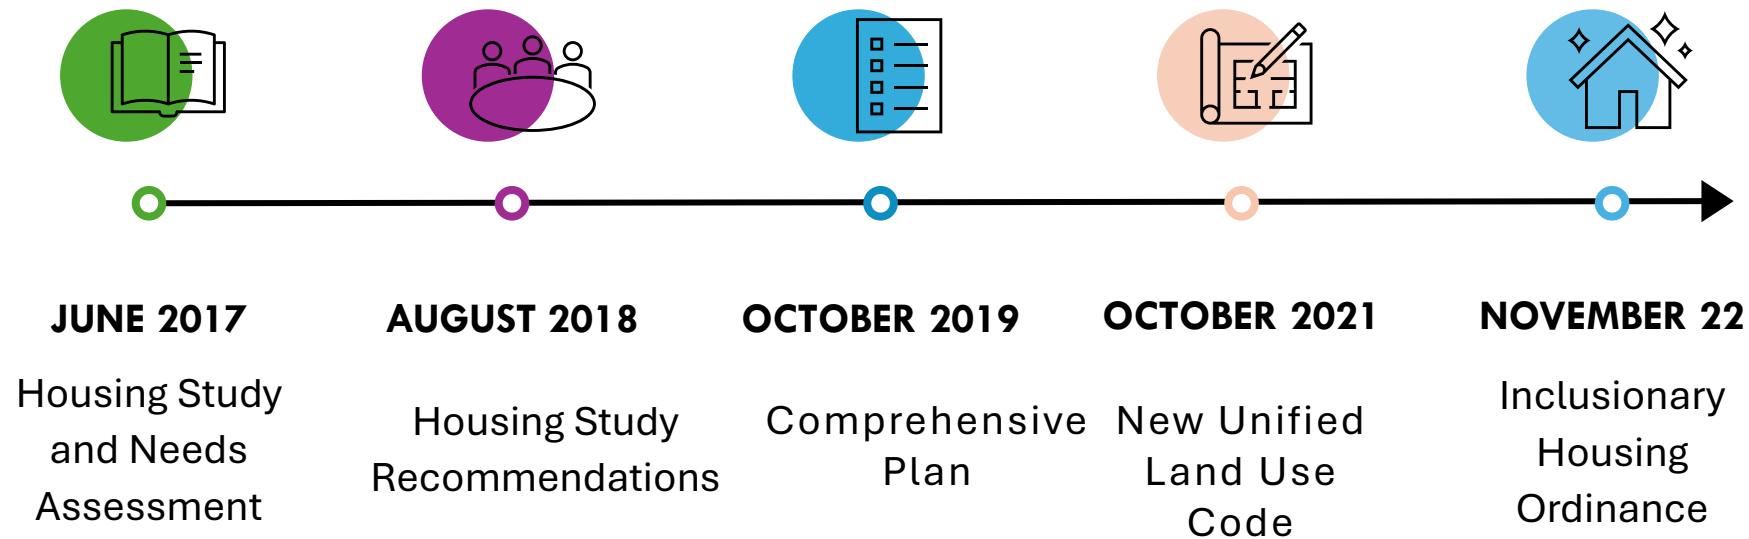 JUNE 2017
Housing Study
and Needs
Assessment
AUGUST 2018
Housing Study
Recommendations
OCTOBER 2019
Comprehensive
Plan
OCTOBER 2021
New Unified
Land Use
Code
NOVEMBER 22
Inclusionary
Housing
Ordinance